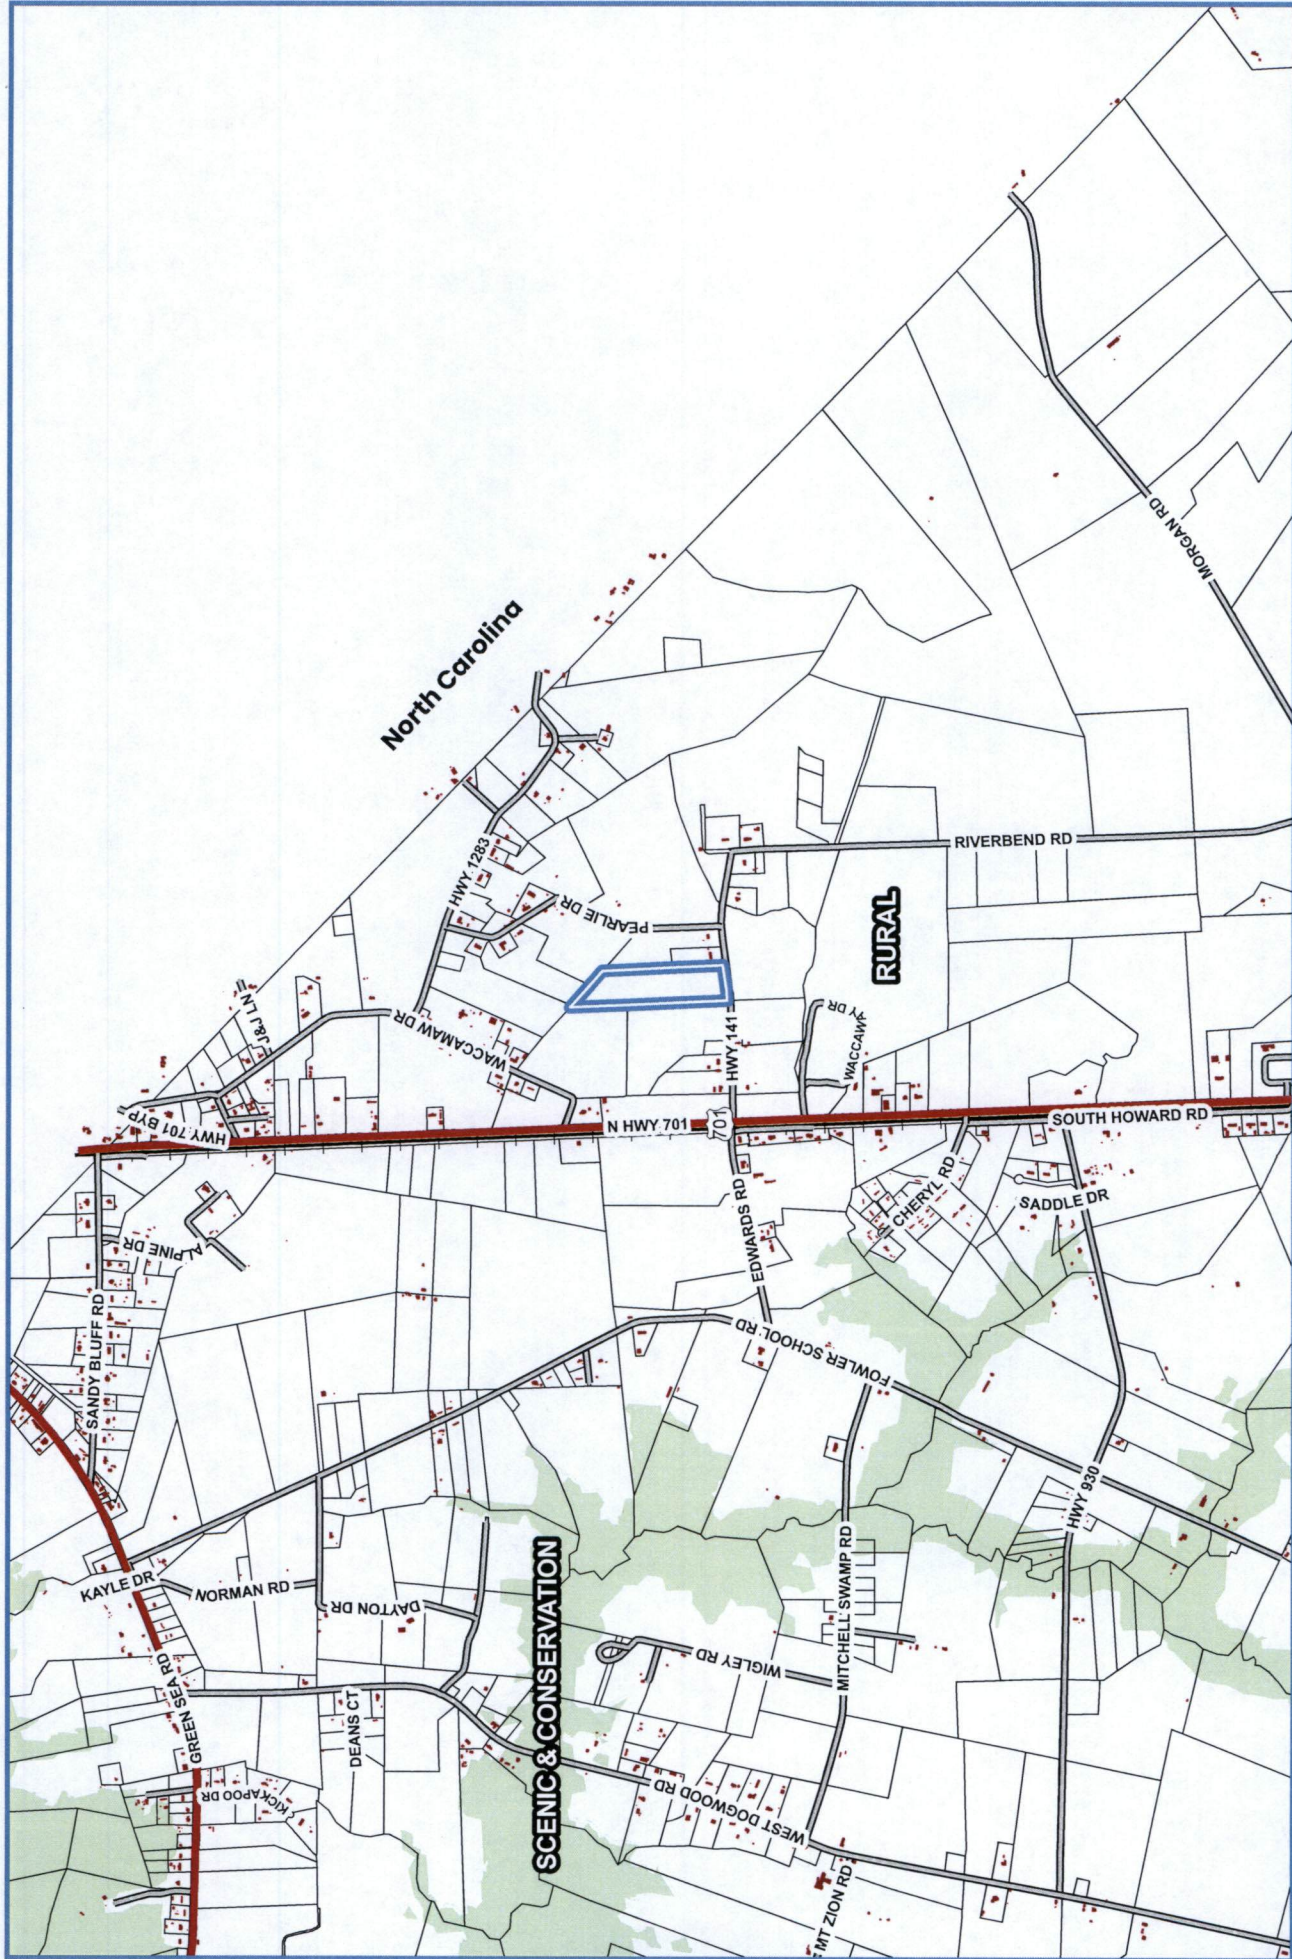 North Carolina
MORGAN RD
HWY 1283
RIVERBEND RD
PEARLIE DR
RURAL
J&J LN
WACCAMAW DR
HWY 141
WACCAW
AY DR
HWY 701 BYP
N HWY 701
701
SOUTH HOWARD RD
ALPINE DR
SANDY BLUFF RD
EDWARDS RD
CHERYL RD
SADDLE DR
FOWLER SCHOOL RD
HWY 930
KAYLE DR
NORMAN RD
DAYTON DR
SCENIC & CONSERVATION
MITCHELL SWAMP RD
WIGLEY RD
GREEN SEA RD
DEANS CT
KICKAPOO DR
WEST DOGWOOD RD
MT ZION RD